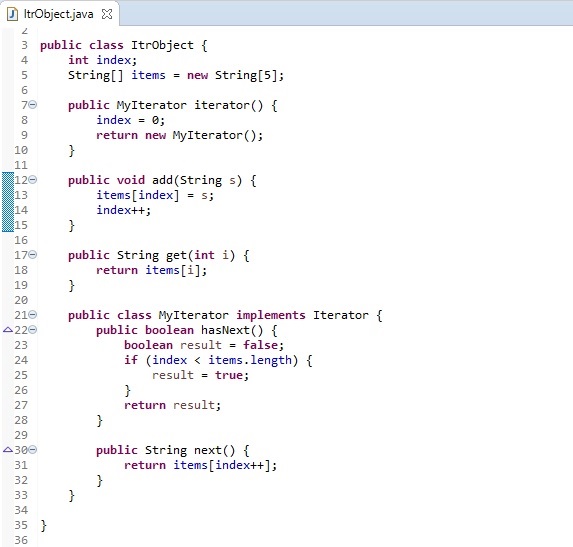 ItrObject.java
2
3 public class ItrObject {
4     int index;
5     String[] items = new String[5];
6
7     public MyIterator iterator() {
8         index = 0;
9         return new MyIterator();
10     }
11
12     public void add(String s) {
13         items[index] = s;
14         index++;
15     }
16
17     public String get(int i) {
18         return items[i];
19     }
20
21     public class MyIterator implements Iterator {
22         public boolean hasNext() {
23             boolean result = false;
24             if (index < items.length) {
25                 result = true;
26             }
27             return result;
28         }
29
30         public String next() {
31             return items[index++];
32         }
33     }
34
35 }
36